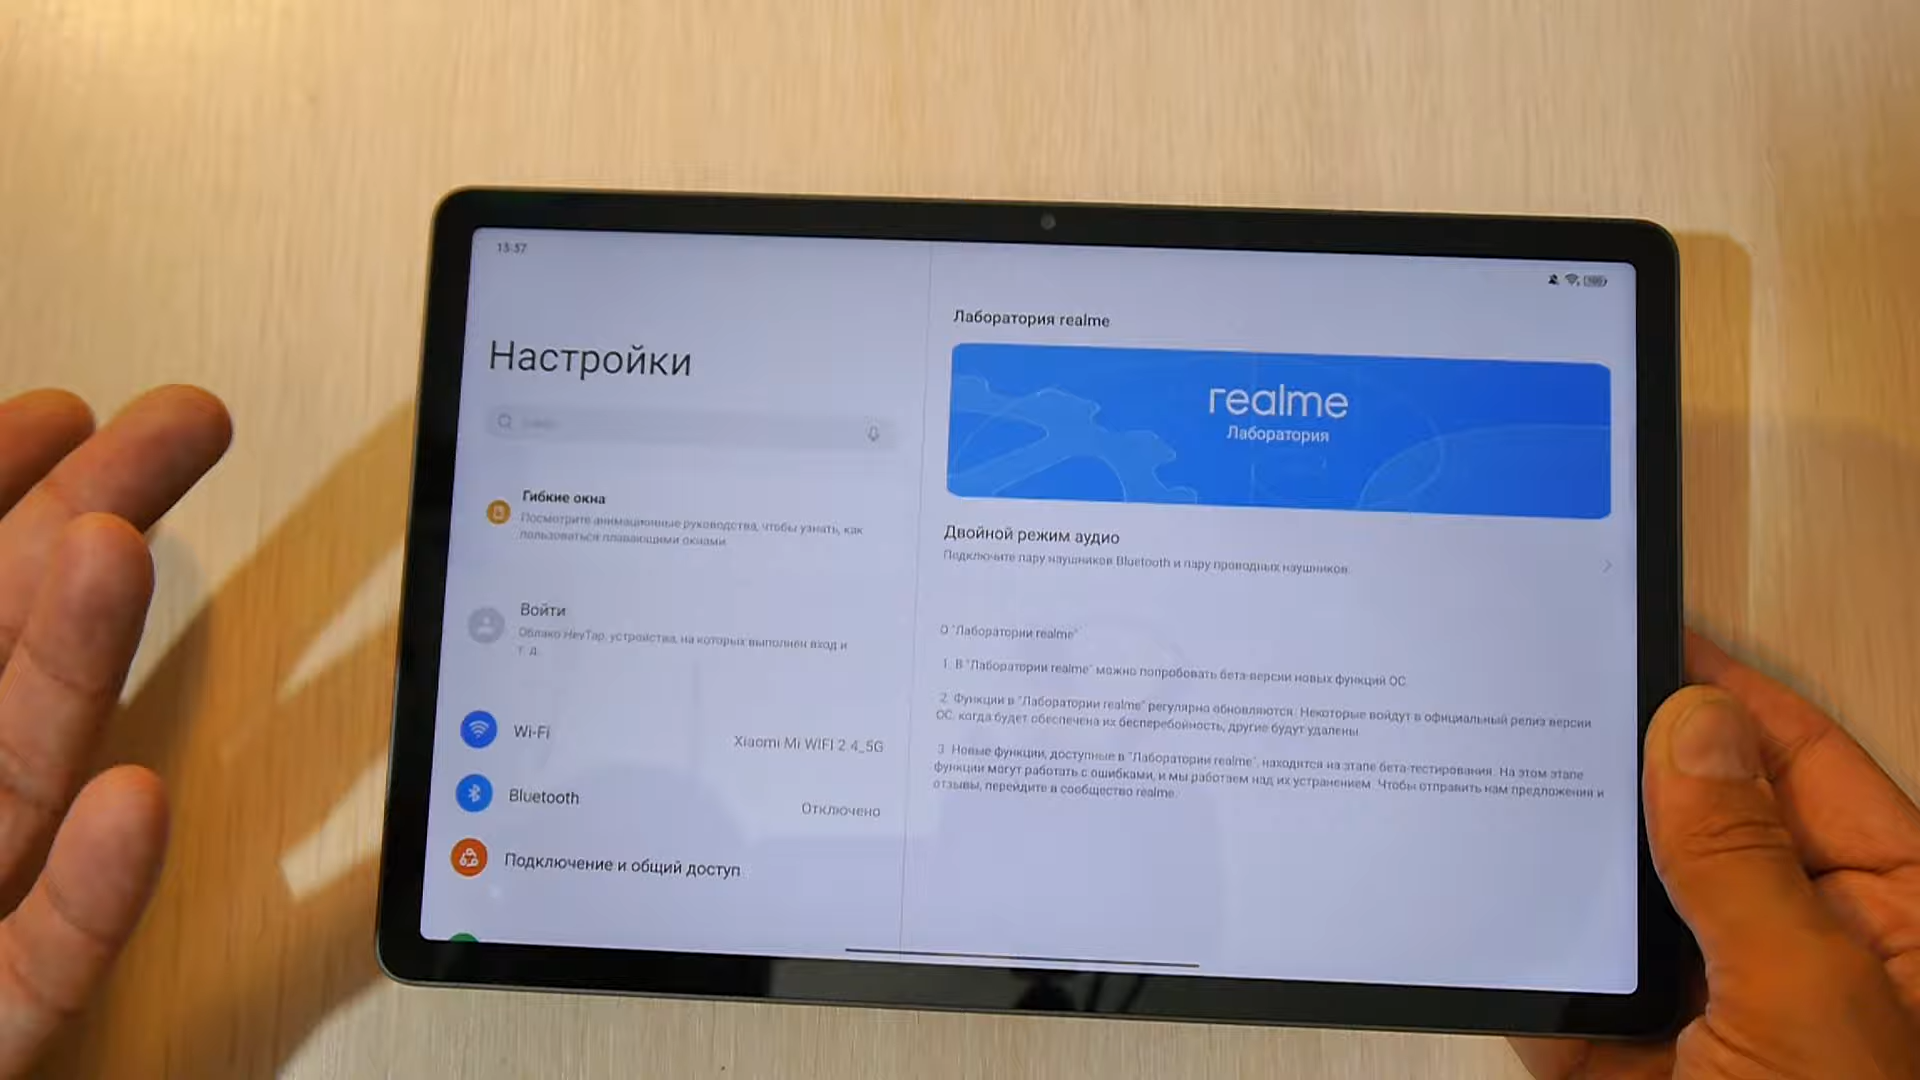 15:37
Настройки
Гибкие окна
Посмотрите анимационные руководства, чтобы узнать, как
пользоваться плавающими окнами.
Войти
Облако HeyTap, устройства, на которых выполнен вход и
т. д.
Wi-Fi
Xiaomi Mi WIFI 2.4_5G
Bluetooth
Отключено
Подключение и общий доступ
Лаборатория realme
realme
Лаборатория
Двойной режим аудио
Подключите пару наушников Bluetooth и пару проводных наушников.
О "Лаборатории realme"
1. В "Лаборатории realme" можно попробовать бета-версии новых функций ОС.
2. Функции в "Лаборатории realme" регулярно обновляются. Некоторые войдут в официальный релиз версии
ОС, когда будет обеспечена их бесперебойность, другие будут удалены.
3. Новые функции, доступные в "Лаборатории realme", находятся на этапе бета-тестирования. На этом этапе
функции могут работать с ошибками, и мы работаем над их устранением. Чтобы отправить нам предложения и
отзывы, перейдите в сообщество realme.